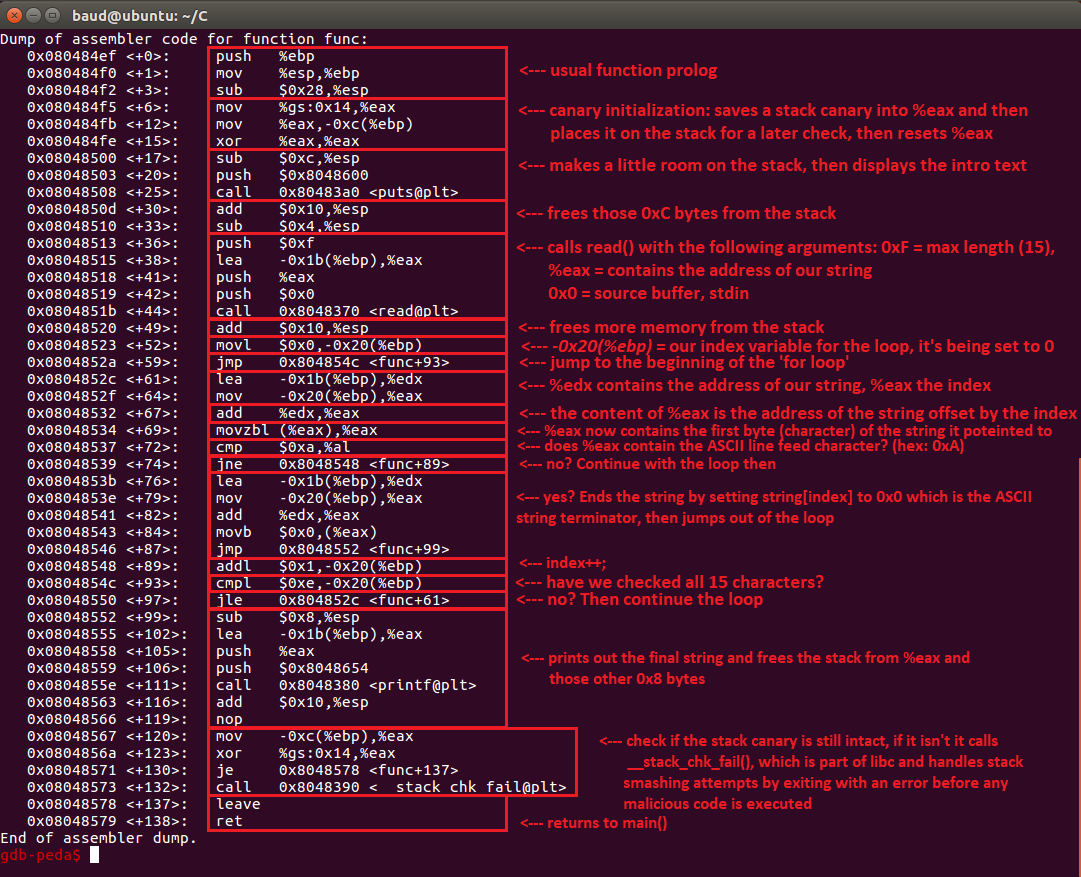 baud@ubuntu: ~/C
Dump of assembler code for function func:
0x080484ef <+0>: push %ebp
0x080484f0 <+1>: mov %esp,%ebp <--- usual function prolog
0x080484f2 <+3>: sub $0x28,%esp
0x080484f5 <+6>: mov %gs:0x14,%eax <--- canary initialization: saves a stack canary into %eax and then
0x080484fb <+12>: mov %eax,-0xc(%ebp) places it on the stack for a later check, then resets %eax
0x080484fe <+15>: xor %eax,%eax
0x08048500 <+17>: sub $0xc,%esp <--- makes a little room on the stack, then displays the intro text
0x08048503 <+20>: push $0x8048600
0x08048508 <+25>: call 0x80483a0 <puts@plt>
0x0804850d <+30>: add $0x10,%esp <--- frees those 0xC bytes from the stack
0x08048510 <+33>: sub $0x4,%esp
0x08048513 <+36>: push $0xf <--- calls read() with the following arguments: 0xF = max length (15),
0x08048515 <+38>: lea -0x1b(%ebp),%eax %eax = contains the address of our string
0x08048518 <+41>: push %eax
0x08048519 <+42>: push $0x0 0x0 = source buffer, stdin
0x0804851b <+44>: call 0x8048370 <read@plt>
0x08048520 <+49>: add $0x10,%esp <--- frees more memory from the stack
0x08048523 <+52>: movl $0x0,-0x20(%ebp) <--- -0x20(%ebp) = our index variable for the loop, it's being set to 0
0x0804852a <+59>: jmp 0x804854c <func+93> <--- jump to the beginning of the 'for loop'
0x0804852c <+61>: lea -0x1b(%ebp),%edx <--- %edx contains the address of our string, %eax the index
0x0804852f <+64>: mov -0x20(%ebp),%eax
0x08048532 <+67>: add %edx,%eax <--- the content of %eax is the address of the string offset by the index
0x08048534 <+69>: movzbl (%eax),%eax <--- %eax now contains the first byte (character) of the string it poteinted to
0x08048537 <+72>: cmp $0xa,%al <--- does %eax contain the ASCII line feed character? (hex: 0xA)
0x08048539 <+74>: jne 0x8048548 <func+89> <--- no? Continue with the loop then
0x0804853b <+76>: lea -0x1b(%ebp),%edx
0x0804853e <+79>: mov -0x20(%ebp),%eax <--- yes? Ends the string by setting string[index] to 0x0 which is the ASCII
0x08048541 <+82>: add %edx,%eax string terminator, then jumps out of the loop
0x08048543 <+84>: movb $0x0,(%eax)
0x08048546 <+87>: jmp 0x8048552 <func+99>
0x08048548 <+89>: addl $0x1,-0x20(%ebp) <--- index++;
0x0804854c <+93>: cmpl $0xe,-0x20(%ebp) <--- have we checked all 15 characters?
0x08048550 <+97>: jle 0x804852c <func+61> <--- no? Then continue the loop
0x08048552 <+99>: sub $0x8,%esp
0x08048555 <+102>: lea -0x1b(%ebp),%eax
0x08048558 <+105>: push %eax <--- prints out the final string and frees the stack from %eax and
0x08048559 <+106>: push $0x8048654 those other 0x8 bytes
0x0804855e <+111>: call 0x8048380 <printf@plt>
0x08048563 <+116>: add $0x10,%esp
0x08048566 <+119>: nop
0x08048567 <+120>: mov -0xc(%ebp),%eax <--- check if the stack canary is still intact, if it isn't it calls
0x0804856a <+123>: xor %gs:0x14,%eax __stack_chk_fail(), which is part of libc and handles stack
0x08048571 <+130>: je 0x8048578 <func+137> smashing attempts by exiting with an error before any
0x08048573 <+132>: call 0x8048390 <__stack_chk_fail@plt> malicious code is executed
0x08048578 <+137>: leave
0x08048579 <+138>: ret <--- returns to main()
End of assembler dump.
gdb-peda$